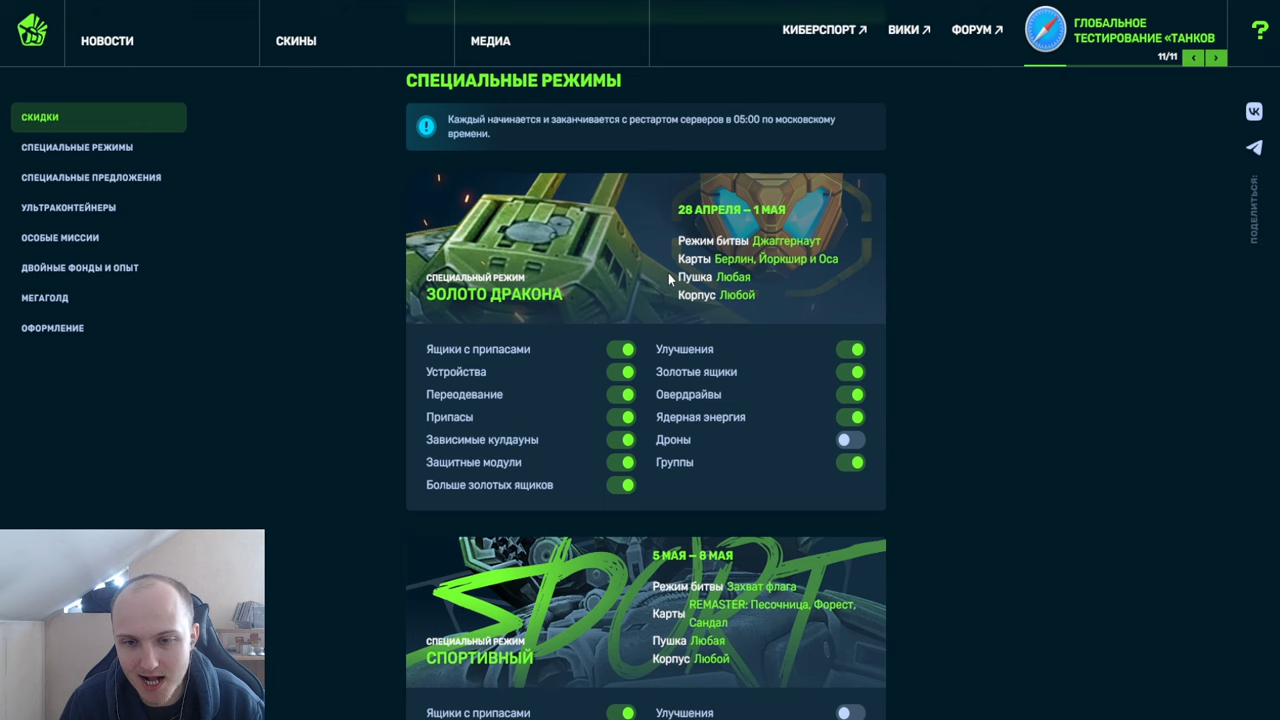 НОВОСТИ
СКИНЫ
МЕДИА
КИБЕРСПОРТ
ВИКИ
ФОРУМ
ГЛОБАЛЬНОЕ
ТЕСТИРОВАНИЕ «ТАНКОВ
11/11
?
СКИДКИ
СПЕЦИАЛЬНЫЕ РЕЖИМЫ
СПЕЦИАЛЬНЫЕ ПРЕДЛОЖЕНИЯ
УЛЬТРАКОНТЕЙНЕРЫ
ОСОБЫЕ МИССИИ
ДВОЙНЫЕ ФОНДЫ И ОПЫТ
МЕГАГОЛД
ОФОРМЛЕНИЕ
СПЕЦИАЛЬНЫЕ РЕЖИМЫ
Каждый начинается и заканчивается с рестартом серверов в 05:00 по московскому
времени.
СПЕЦИАЛЬНЫЙ РЕЖИМ
ЗОЛОТО ДРАКОНА
28 АПРЕЛЯ – 1 МАЯ
Режим битвы Джаггернаут
Карты Берлин, Йоркшир и Оса
Пушка Любая
Корпус Любой
Ящики с припасами
Устройства
Переодевание
Припасы
Зависимые кулдауны
Защитные модули
Больше золотых ящиков
Улучшения
Золотые ящики
Овердрайвы
Ядерная энергия
Дроны
Группы
SPORT
СПЕЦИАЛЬНЫЙ РЕЖИМ
СПОРТИВНЫЙ
5 МАЯ – 8 МАЯ
Режим битвы Захват флага
Карты REMASTER: Песочница, Форест,
Сандал
Пушка Любая
Корпус Любой
Ящики с припасами
Улучшения
ПОДЕЛИТЬСЯ: